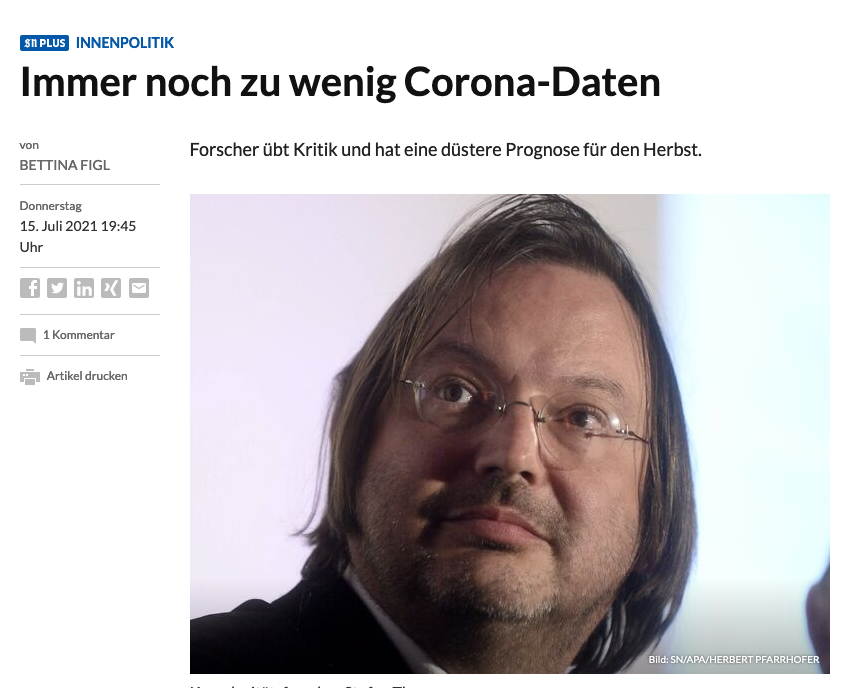 SN PLUS INNENPOLITIK
Immer noch zu wenig Corona-Daten
von
BETTINA FIGL
Donnerstag
15. Juli 2021 19:45
Uhr
1 Kommentar
Artikel drucken
Forscher übt Kritik und hat eine düstere Prognose für den Herbst.
Bild: SN/APA/HERBERT PFARRHOFER